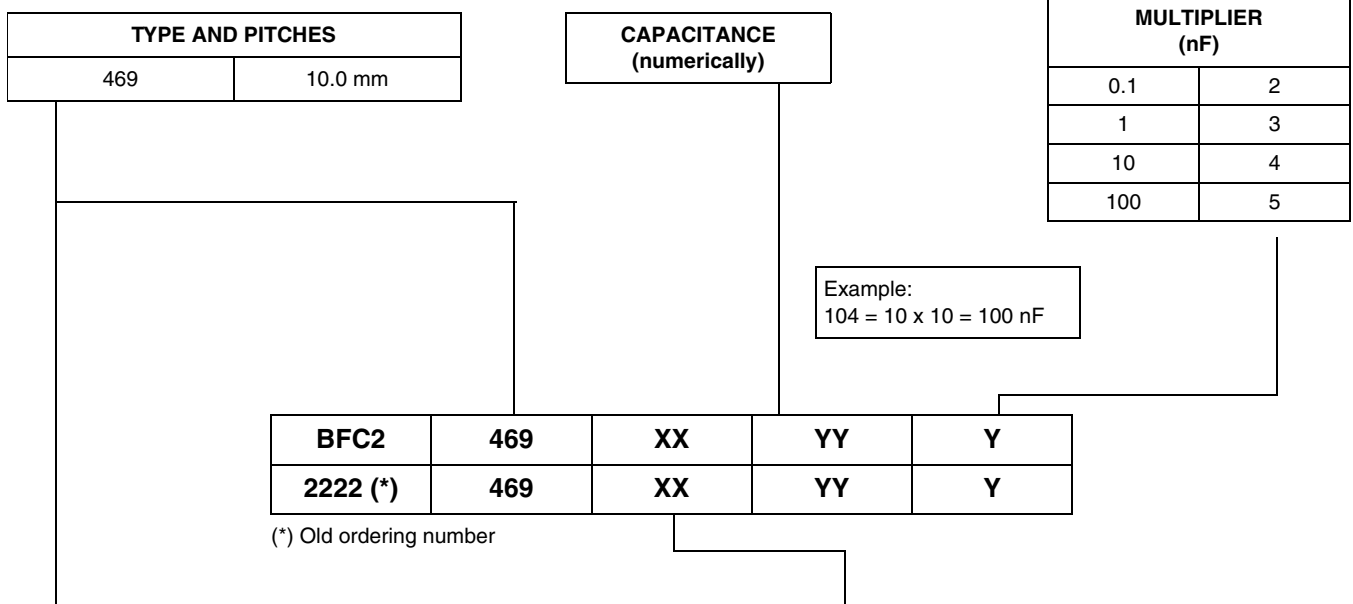 TYPE AND PITCHES
469 10.0 mm
CAPACITANCE
(numerically)
MULTIPLIER
(nF)
0.1 2
1 3
10 4
100 5
Example:
104 = 10 x 10 = 100 nF
BFC2 469 XX YY Y
2222 (*) 469 XX YY Y
(*) Old ordering number